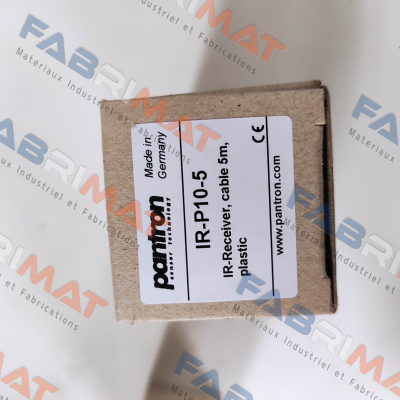 pantron
sensor technology
Made in
Germany
IR-P10-5
IR-Receiver, cable 5m,
plastic
CE
www.pantron.com
FABRIMAT
Materiaux Industriel et Fabrications